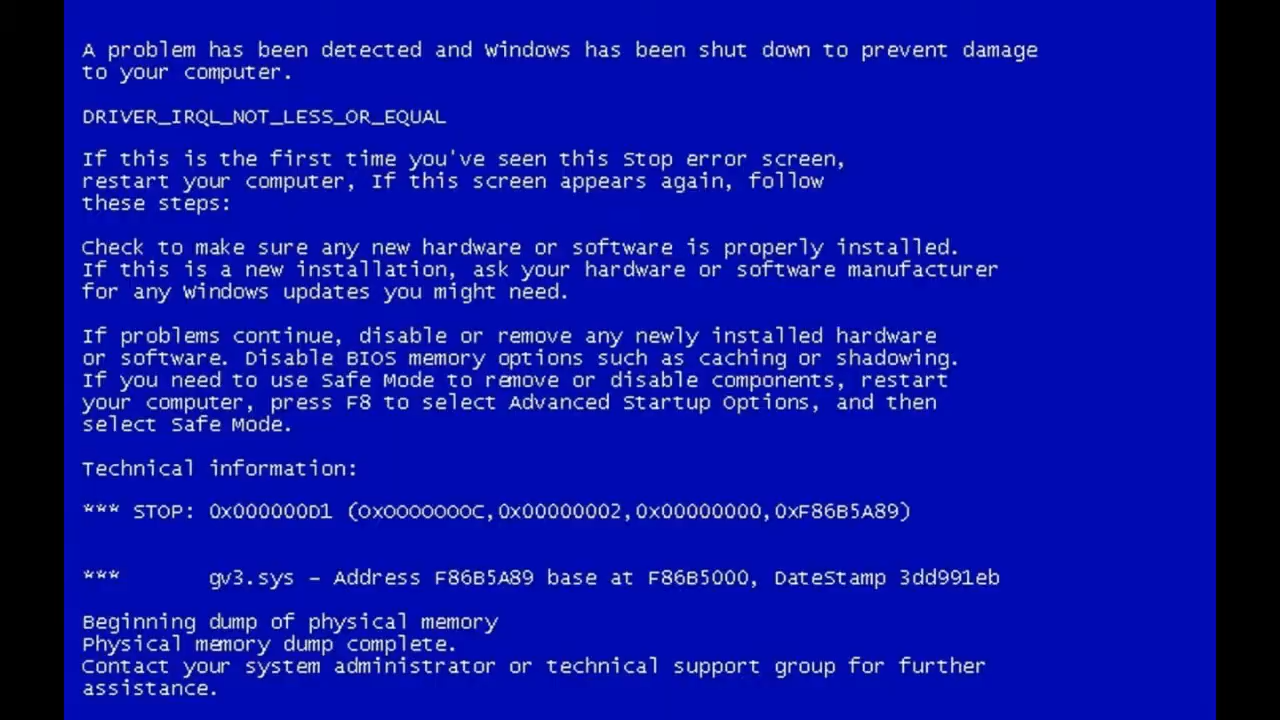 A problem has been detected and Windows has been shut down to prevent damage
to your computer.
DRIVER_IRQL_NOT_LESS_OR_EQUAL
If this is the first time you've seen this Stop error screen,
restart your computer, If this screen appears again, follow
these steps:
Check to make sure any new hardware or software is properly installed.
If this is a new installation, ask your hardware or software manufacturer
for any Windows updates you might need.
If problems continue, disable or remove any newly installed hardware
or software. Disable BIOS memory options such as caching or shadowing.
If you need to use Safe Mode to remove or disable components, restart
your computer, press F8 to select Advanced Startup Options, and then
select Safe Mode.
Technical information:
*** STOP: 0x000000D1 (0x0000000C,0x00000002,0x00000000,0xF86B5A89)
*** gv3.sys – Address F86B5A89 base at F86B5000, DateStamp 3dd991eb
Beginning dump of physical memory
Physical memory dump complete.
Contact your system administrator or technical support group for further
assistance.